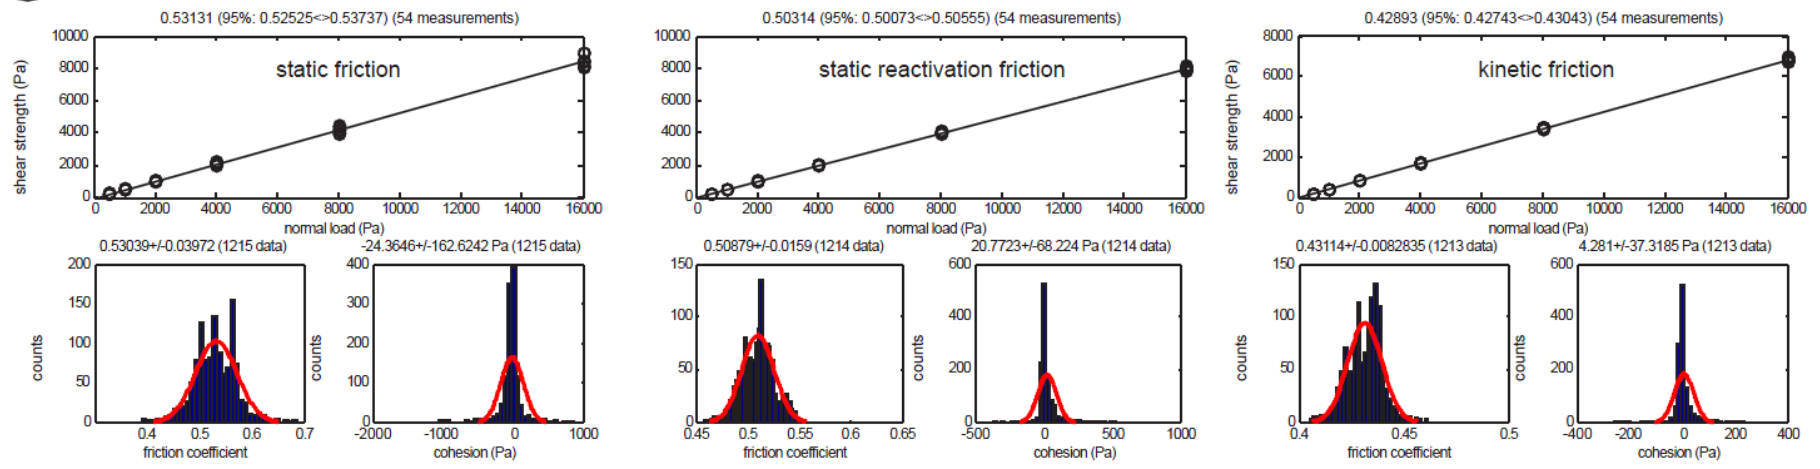 0.53131 (95%: 0.52525<>0.53737) (54 measurements)
10000
8000
6000
4000
2000
0
shear strength (Pa)
static friction
0 2000 4000 6000 8000 10000 12000 14000 16000
normal load (Pa)
0.50314 (95%: 0.50073<>0.50555) (54 measurements)
10000
8000
6000
4000
2000
0
shear strength (Pa)
static reactivation friction
0 2000 4000 6000 8000 10000 12000 14000 16000
normal load (Pa)
0.42893 (95%: 0.42743<>0.43043) (54 measurements)
8000
6000
4000
2000
0
shear strength (Pa)
kinetic friction
0 2000 4000 6000 8000 10000 12000 14000 16000
normal load (Pa)
0.53039+/-0.03972 (1215 data)
200
150
100
50
0
counts
0.4 0.5 0.6 0.7
friction coefficient
-24.3646+/-162.6242 Pa (1215 data)
400
300
200
100
0
counts
-2000 -1000 0 1000
cohesion (Pa)
0.50879+/-0.0159 (1214 data)
150
100
50
0
counts
0.45 0.5 0.55 0.6 0.65
friction coefficient
20.7723+/-68.224 Pa (1214 data)
600
400
200
0
counts
-500 0 500 1000
cohesion (Pa)
0.43114+/-0.0082835 (1213 data)
150
100
50
0
counts
0.4 0.45 0.5
friction coefficient
4.281+/-37.3185 Pa (1213 data)
600
400
200
0
counts
-400 -200 0 200 400
cohesion (Pa)